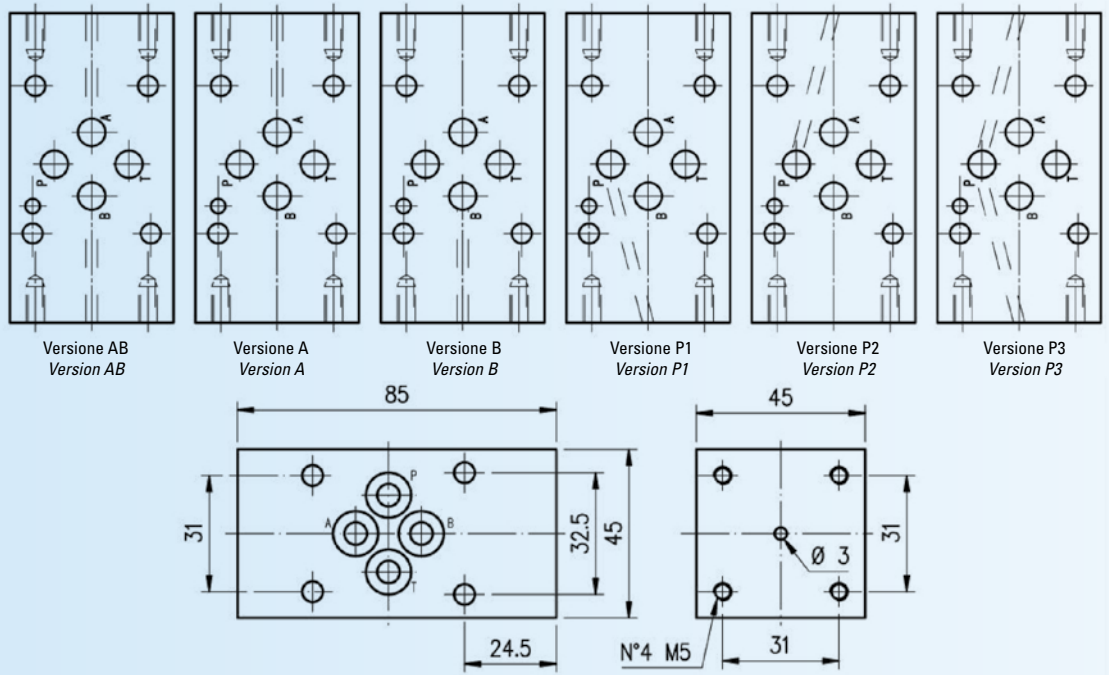 A
P
T
B
A
P
T
B
A
P
T
B
A
P
T
B
A
P
T
B
A
P
T
B
Versione AB
Version AB
Versione A
Version A
Versione B
Version B
Versione P1
Version P1
Versione P2
Version P2
Versione P3
Version P3
85
45
P
A
B
T
31
32.5
45
24.5
Ø 3
31
N°4 M5
31